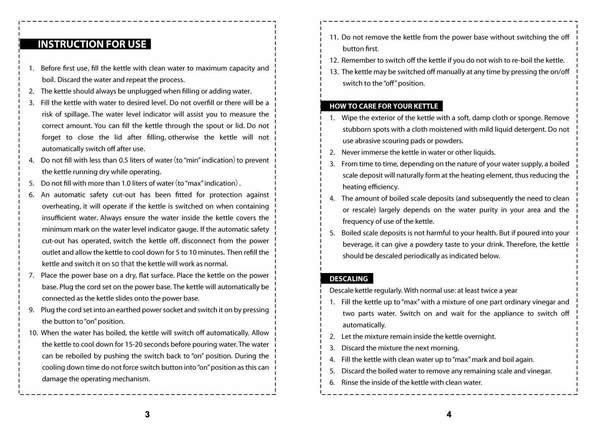 INSTRUCTION FOR USE
1. Before first use, fill the kettle with clean water to maximum capacity and
boil. Discard the water and repeat the process.
2. The kettle should always be unplugged when filling or adding water.
3. Fill the kettle with water to desired level. Do not overfill or there will be a
risk of spillage. The water level indicator will assist you to measure the
correct amount. You can fill the kettle through the spout or lid. Do not
forget to close the lid after filling, otherwise the kettle will not
automatically switch off after use.
4. Do not fill with less than 0.5 liters of water (to "min" indication) to prevent
the kettle running dry while operating.
5. Do not fill with more than 1.0 liters of water (to "max" indication) .
6. An automatic safety cut-out has been fitted for protection against
overheating, it will operate if the kettle is switched on when containing
insufficient water. Always ensure the water inside the kettle covers the
minimum mark on the water level indicator gauge. If the automatic safety
cut-out has operated, switch the kettle off, disconnect from the power
outlet and allow the kettle to cool down for 5 to 10 minutes. Then refill the
kettle and switch it on so that the kettle will work as normal.
7. Place the power base on a dry, flat surface. Place the kettle on the power
base. Plug the cord set on the power base. The kettle will automatically be
connected as the kettle slides onto the power base.
9. Plug the cord set into an earthed power socket and switch it on by pressing
the button to "on" position.
10. When the water has boiled, the kettle will switch off automatically. Allow
the kettle to cool down for 15-20 seconds before pouring water. The water
can be reboiled by pushing the switch back to "on" position. During the
cooling down time do not force switch button into "on" position as this can
damage the operating mechanism.
3
11. Do not remove the kettle from the power base without switching the off
button first.
12. Remember to switch off the kettle if you do not wish to re-boil the kettle.
13. The kettle may be switched off manually at any time by pressing the on/off
switch to the "off" position.
HOW TO CARE FOR YOUR KETTLE
1. Wipe the exterior of the kettle with a soft, damp cloth or sponge. Remove
stubborn spots with a cloth moistened with mild liquid detergent. Do not
use abrasive scouring pads or powders.
2. Never immerse the kettle in water or other liquids.
3. From time to time, depending on the nature of your water supply, a boiled
scale deposit will naturally form at the heating element, thus reducing the
heating efficiency.
4. The amount of boiled scale deposits (and subsequently the need to clean
or rescale) largely depends on the water purity in your area and the
frequency of use of the kettle.
5. Boiled scale deposits is not harmful to your health. But if poured into your
beverage, it can give a powdery taste to your drink. Therefore, the kettle
should be descaled periodically as indicated below.
DESCALING
Descale kettle regularly. With normal use: at least twice a year
1. Fill the kettle up to "max" with a mixture of one part ordinary vinegar and
two parts water. Switch on and wait for the appliance to switch off
automatically.
2. Let the mixture remain inside the kettle overnight.
3. Discard the mixture the next morning.
4. Fill the kettle with clean water up to "max" mark and boil again.
5. Discard the boiled water to remove any remaining scale and vinegar.
6. Rinse the inside of the kettle with clean water.
4